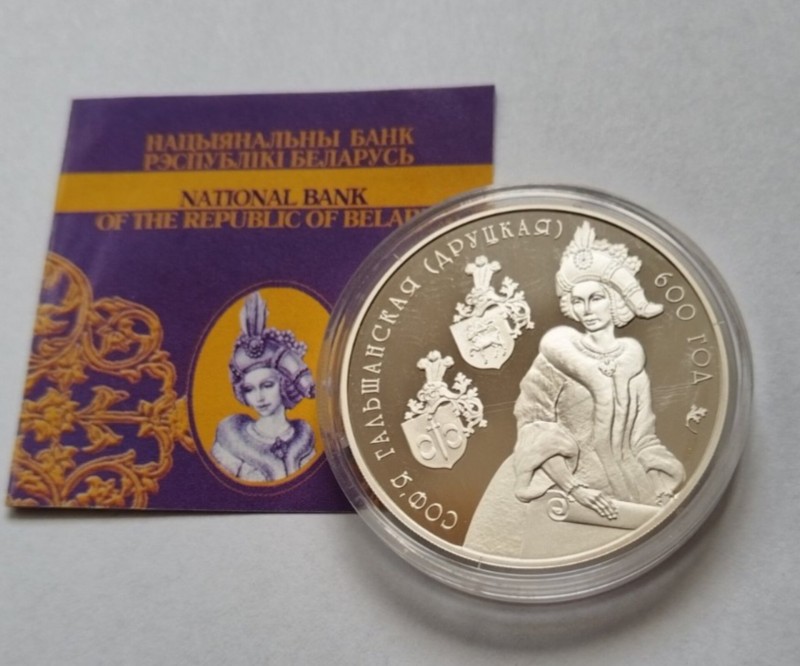 НАЦЫЯНАЛЬНЫ БАНК
РЭСПУБЛІКІ БЕЛАРУСЬ
NATIONAL BANK
OF THE REPUBLIC OF BELAR
СОФ'Я ГАЛЬШАНСКАЯ (ДРУЦКАЯ)
600 ГОД